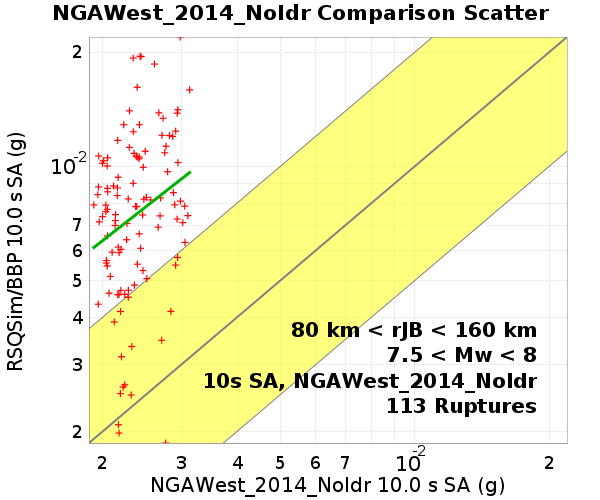 NGAWest_2014_NoIdr Comparison Scatter
RSQSim/BBP 10.0 s SA (g)
2
10-2
7
6
5
4
3
2
80 km < rJB < 160 km
7.5 < Mw < 8
10s SA, NGAWest_2014_NoIdr
113 Ruptures
2 3 4 5 6 7 10-2 2
NGAWest_2014_NoIdr 10.0 s SA (g)